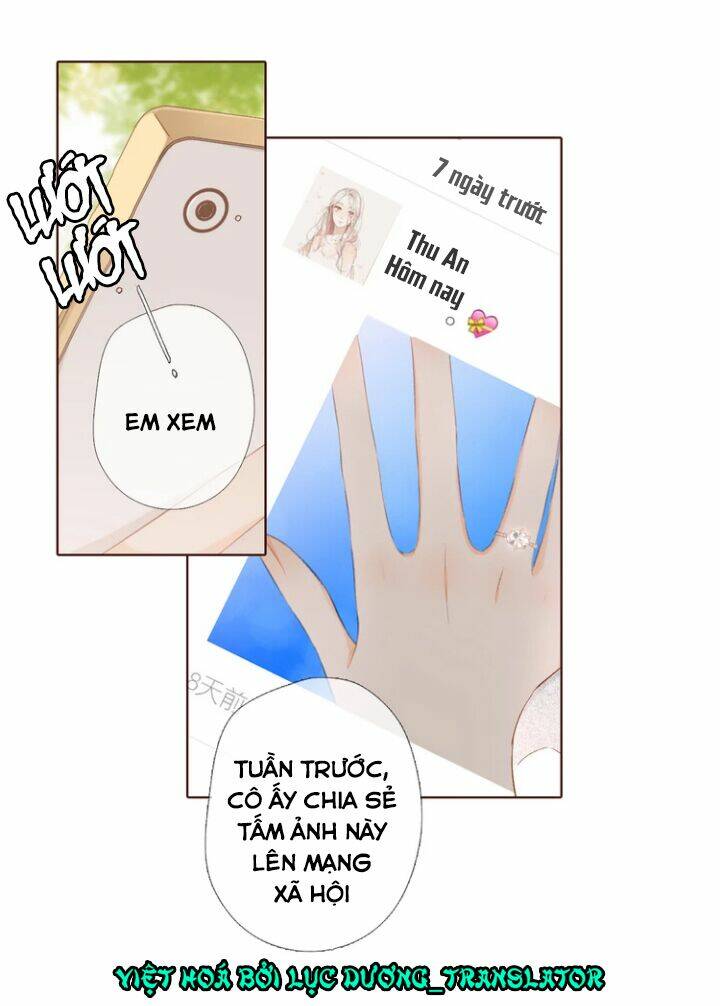 LƯỚT
LƯỚT
EM XEM
7 ngày trước
Thu An
Hôm nay
8天前
TUẦN TRƯỚC,
CÔ ẤY CHIA SẺ
TẤM ẢNH NÀY
LÊN MẠNG
XÃ HỘI
VIỆT HOÁ BỞI LỤC DƯƠNG_TRANSLATOR